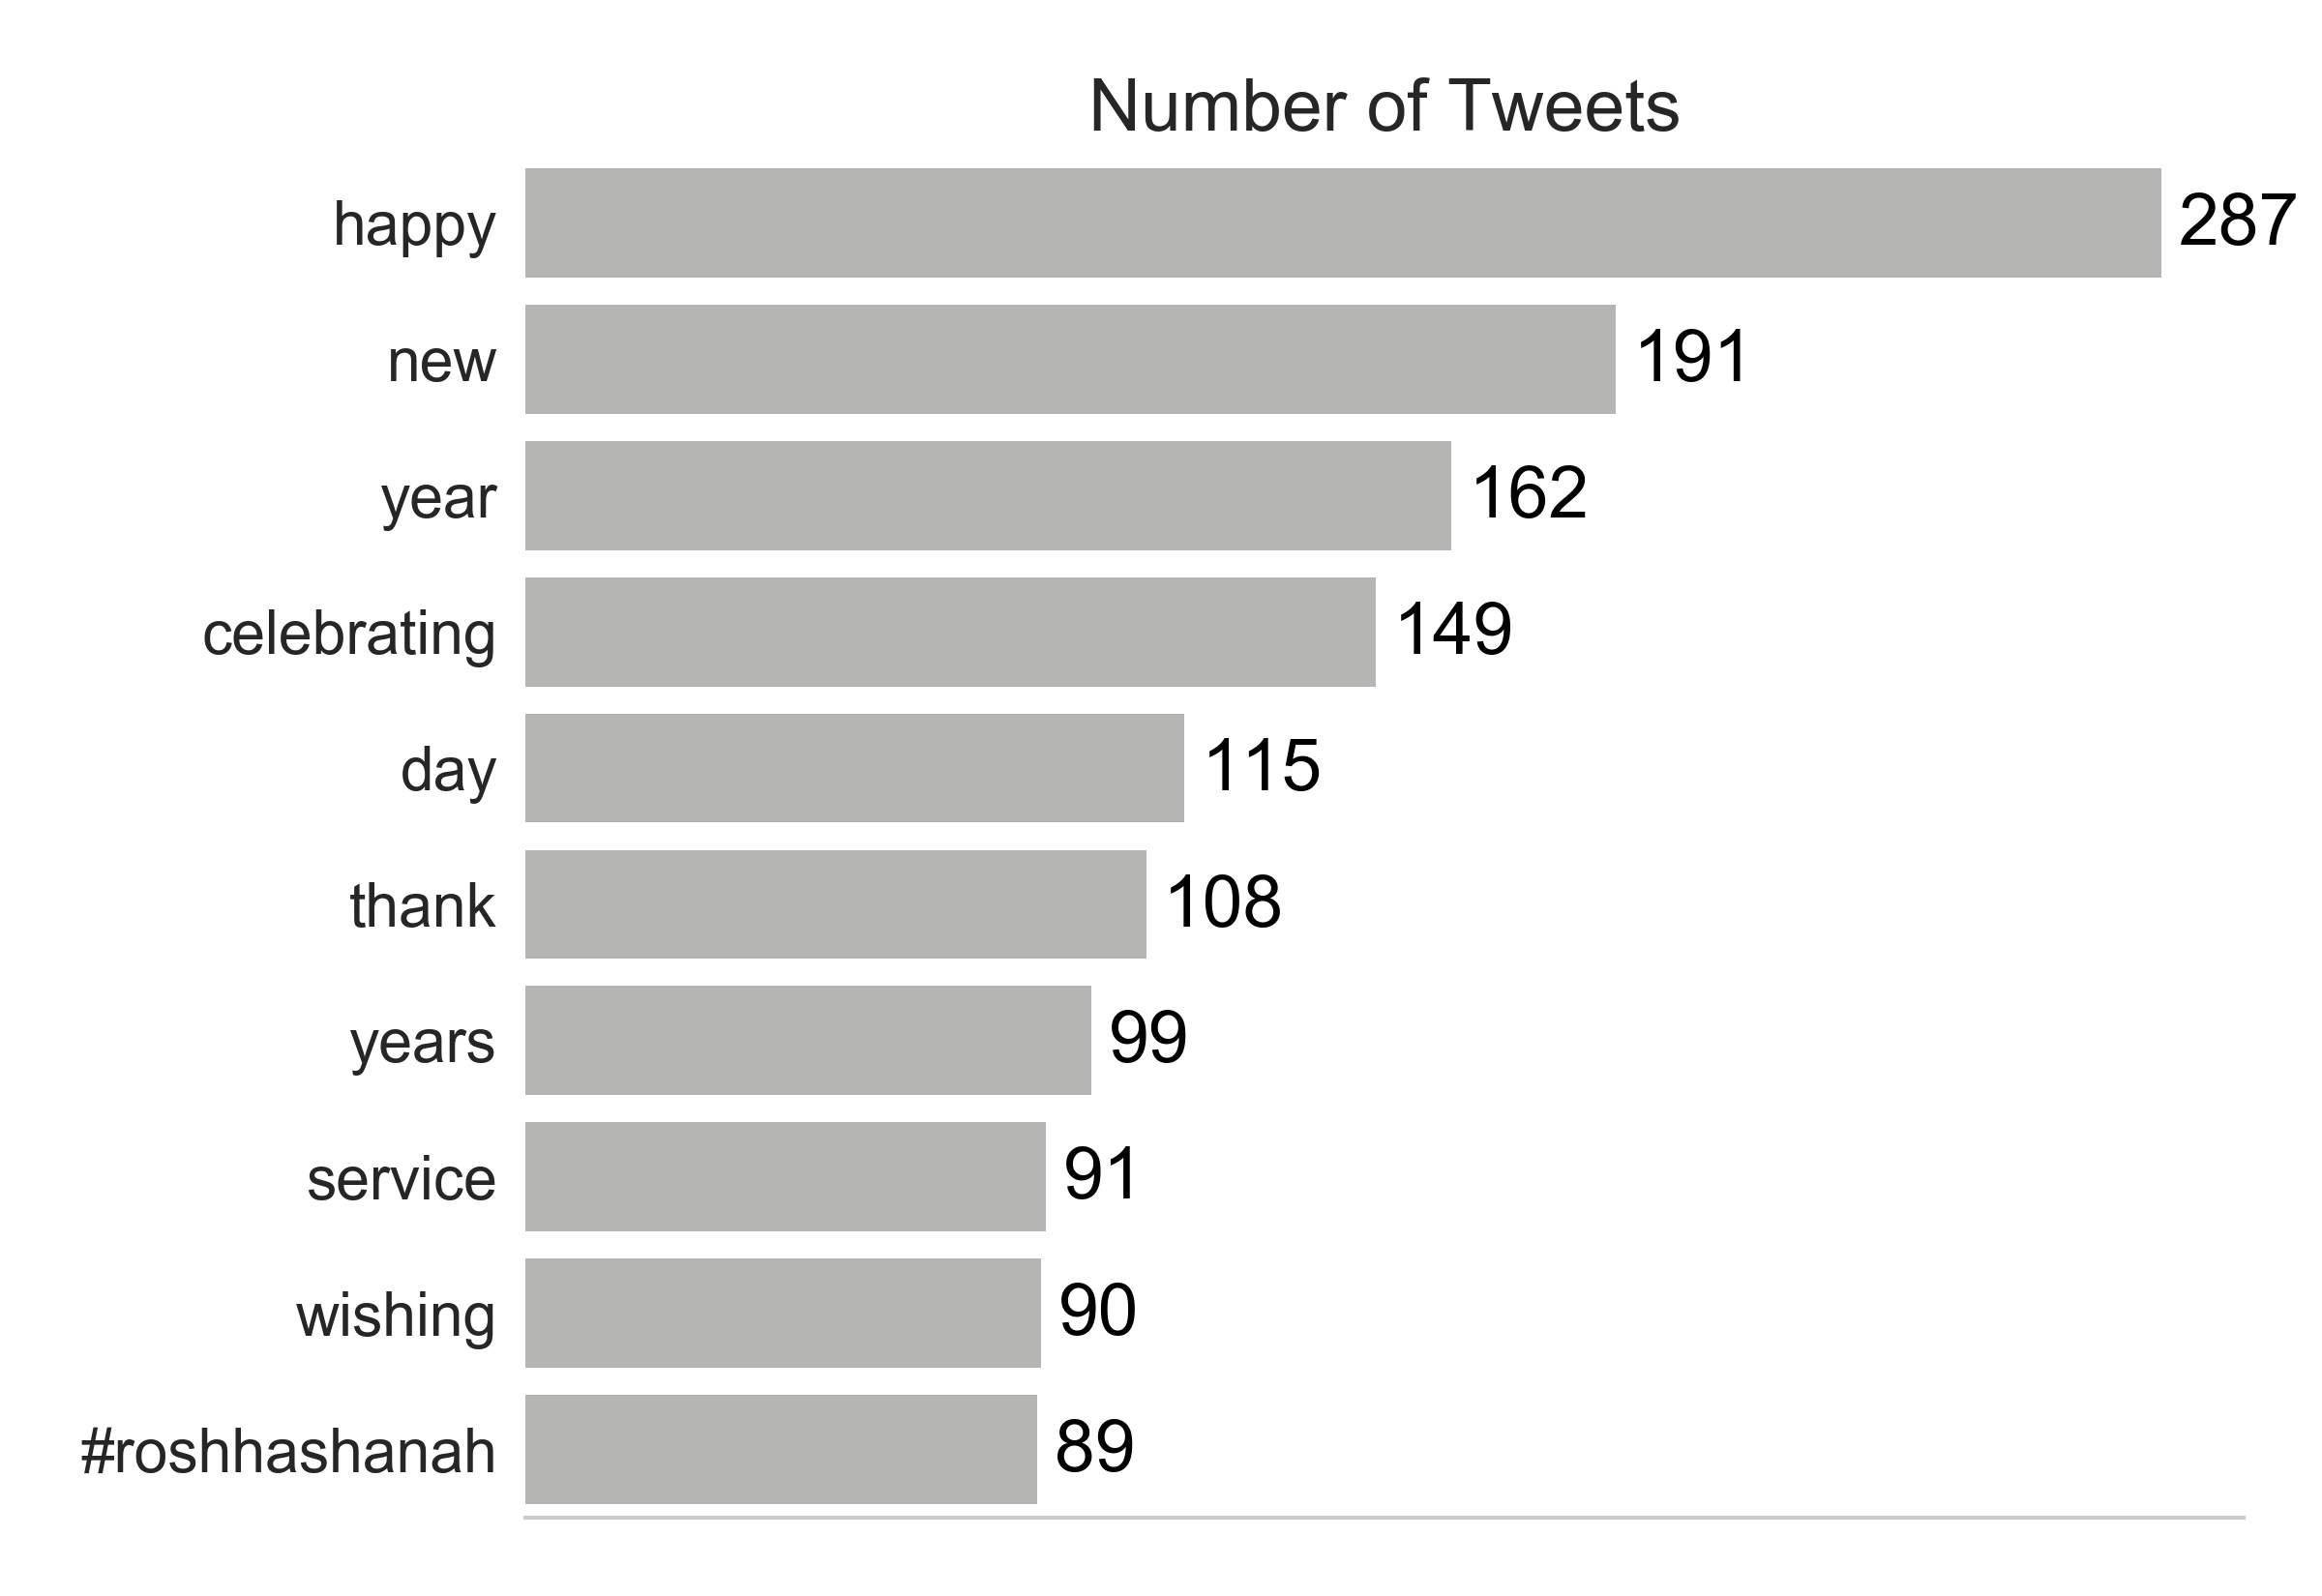 Number of Tweets
happy 287
new 191
year 162
celebrating 149
day 115
thank 108
years 99
service 91
wishing 90
#roshhashanah 89